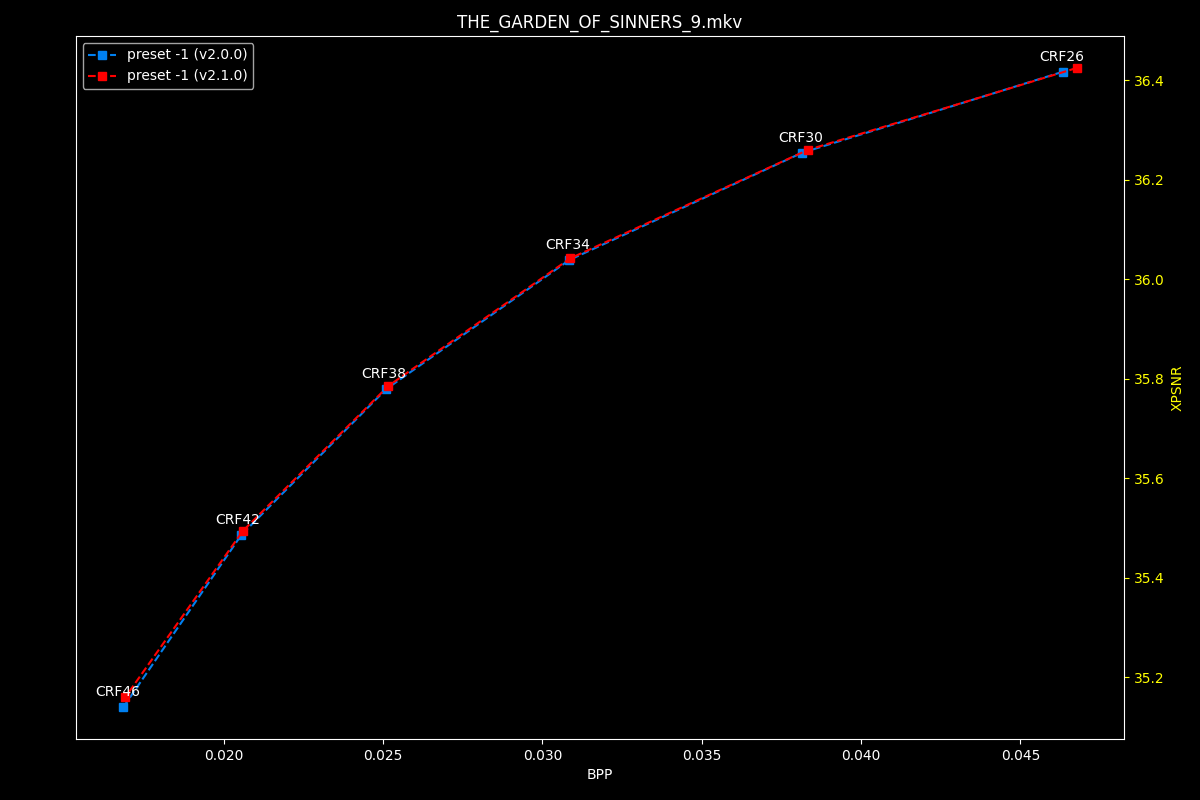 THE_GARDEN_OF_SINNERS_9.mkv
preset -1 (v2.0.0)
preset -1 (v2.1.0)
CRF26
CRF30
CRF34
CRF38
CRF42
CRF46
36.4
36.2
36.0
35.8
35.6
35.4
35.2
XPSNR
0.020 0.025 0.030 0.035 0.040 0.045
BPP